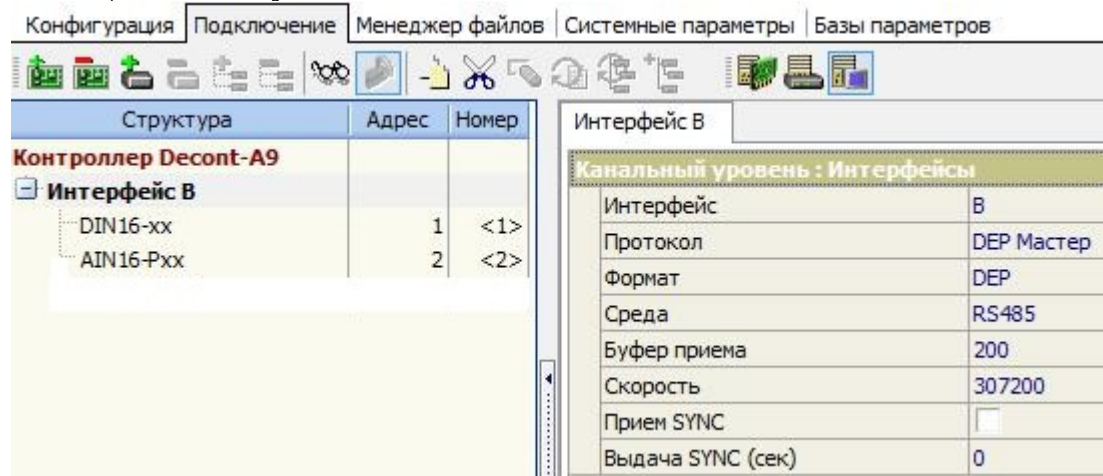 Конфигурация Подключение Менеджер файлов Системные параметры Базы параметров
Структура Адрес Номер
Контроллер Decont-A9
Интерфейс B
DIN16-xx 1 <1>
AIN16-Pxx 2 <2>
Интерфейс B
Канальный уровень : Интерфейсы
Интерфейс B
Протокол DEP Мастер
Формат DEP
Среда RS485
Буфер приема 200
Скорость 307200
Прием SYNC
Выдача SYNC (сек) 0